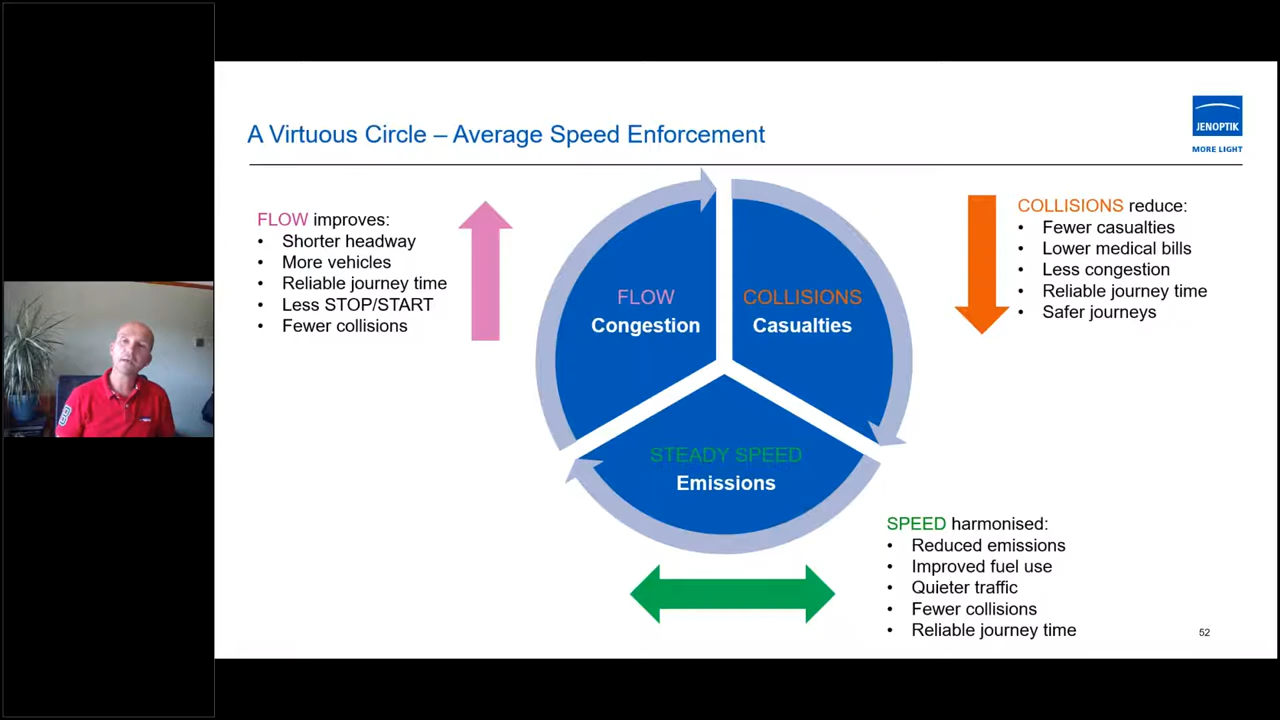 A Virtuous Circle – Average Speed Enforcement
JENOPTIK
MORE LIGHT
FLOW improves:
• Shorter headway
• More vehicles
• Reliable journey time
• Less STOP/START
• Fewer collisions
FLOW
Congestion
COLLISIONS
Casualties
STEADY SPEED
Emissions
COLLISIONS reduce:
• Fewer casualties
• Lower medical bills
• Less congestion
• Reliable journey time
• Safer journeys
SPEED harmonised:
• Reduced emissions
• Improved fuel use
• Quieter traffic
• Fewer collisions
• Reliable journey time
52